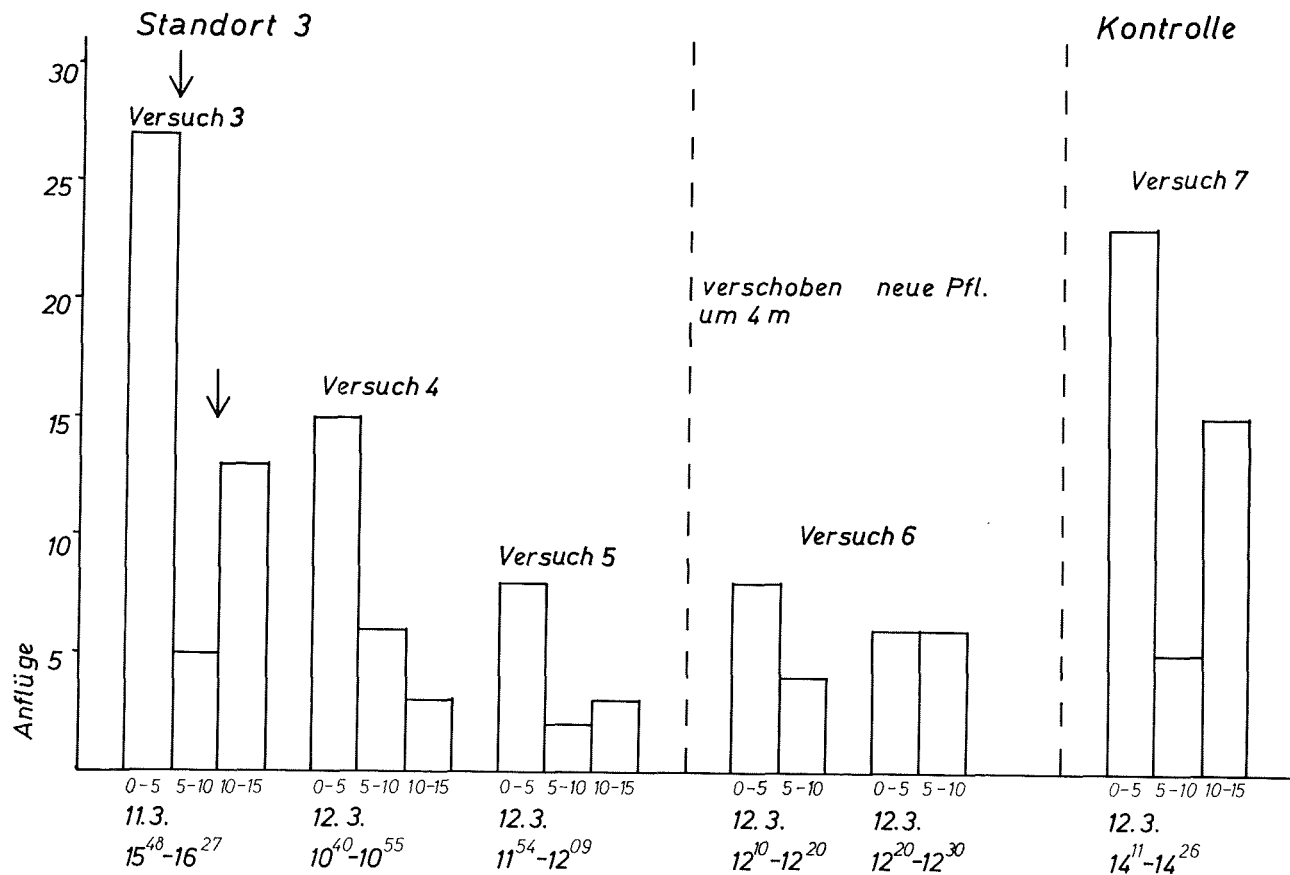 Standort 3
Kontrolle
30
25
20
15
10
5
Anflüge
Versuch 3
Versuch 4
Versuch 5
verschoben neue Pfl.
um 4 m
Versuch 6
Versuch 7
0-5 5-10 10-15
11.3.
15⁴⁸-16²⁷
0-5 5-10 10-15
12.3.
10⁴⁰-10⁵⁵
0-5 5-10 10-15
12.3.
11⁵⁴-12⁰⁹
0-5 5-10
12.3.
12¹⁰-12²⁰
0-5 5-10
12.3.
12²⁰-12³⁰
0-5 5-10 10-15
12.3.
14¹¹-14²⁶